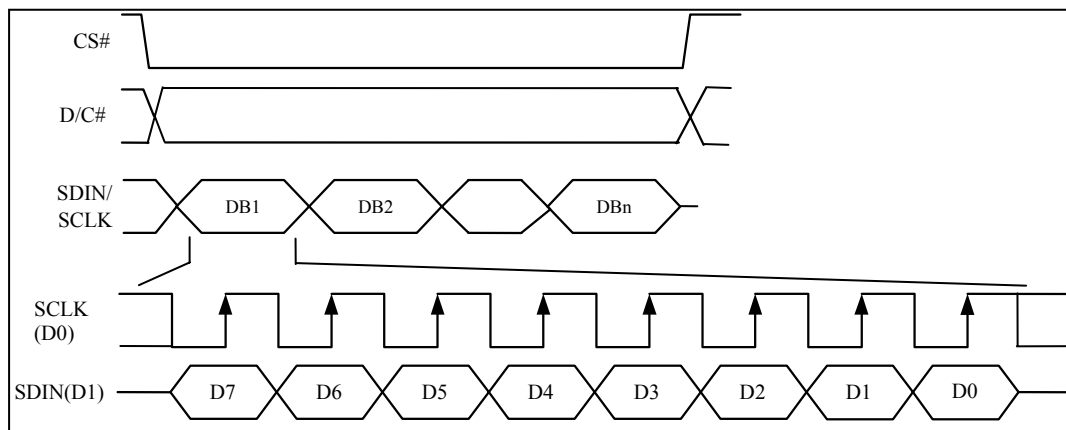 CS#
D/C#
SDIN/
SCLK
DB1 DB2 DBn
SCLK
(D0)
SDIN(D1) D7 D6 D5 D4 D3 D2 D1 D0